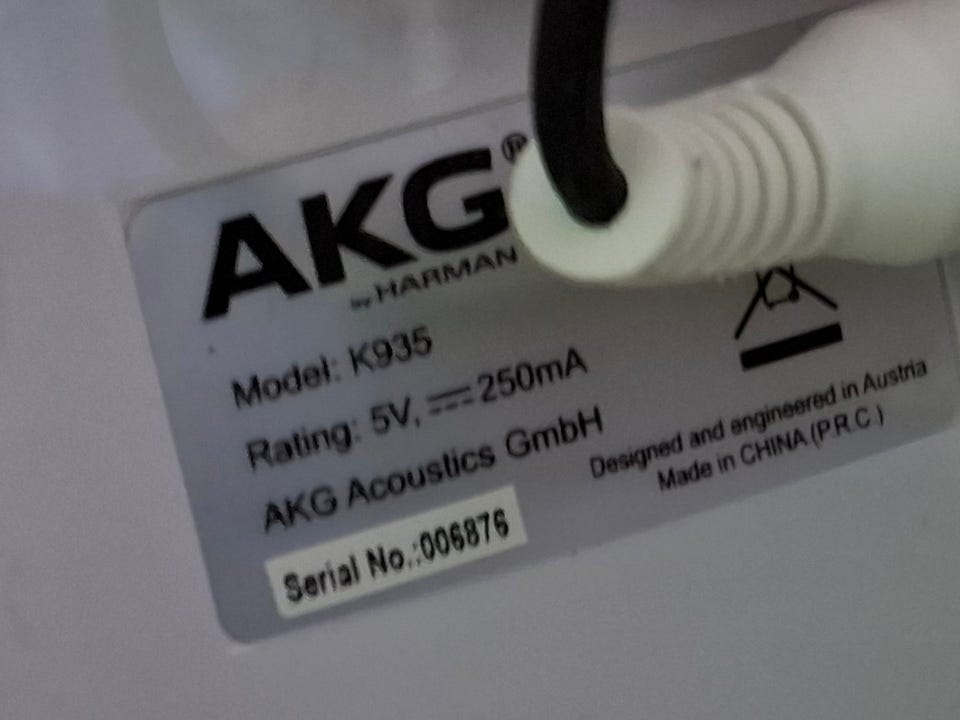 AKG®
by HARMAN
Model: K935
Rating: 5V, ⎓ 250mA
AKG Acoustics GmbH
Serial No.:006876
Designed and engineered in Austria
Made in CHINA (P.R.C.)